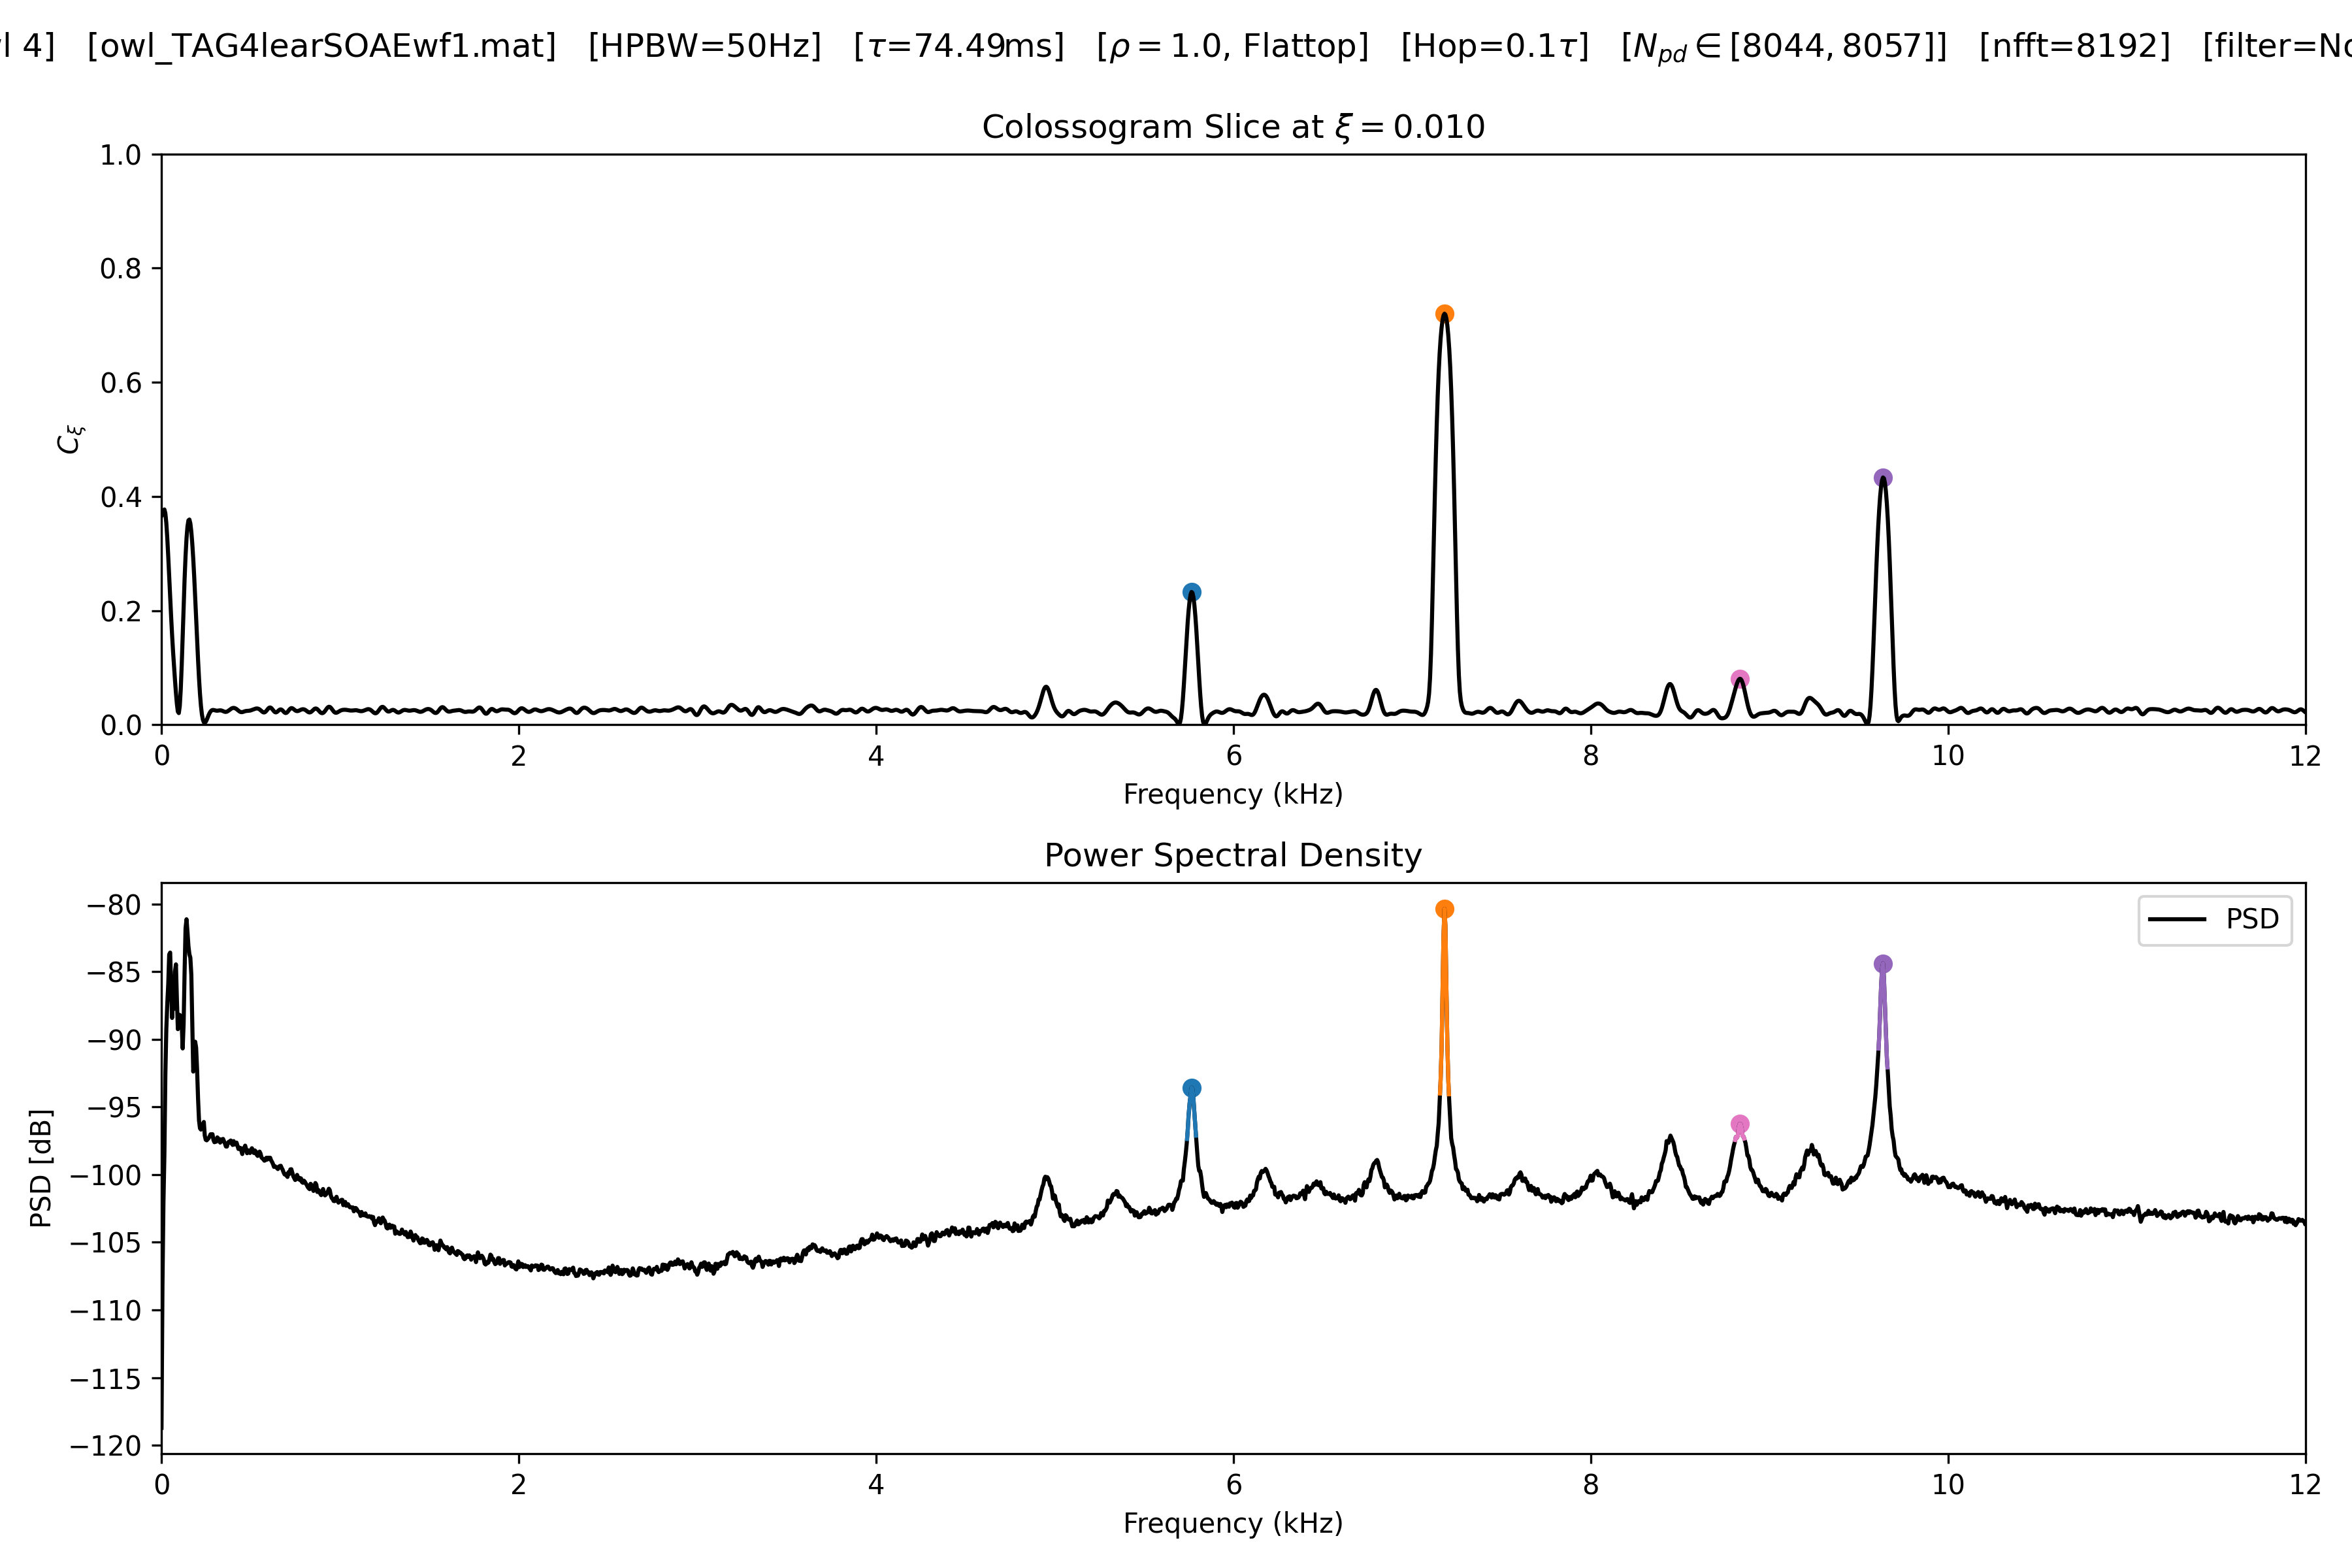 4] [owl_TAG4learSOAEwf1.mat] [HPBW=50Hz] [τ=74.49ms] [ρ = 1.0, Flattop] [Hop=0.1τ] [N_pd ∈ [8044, 8057]] [nfft=8192]
Colossogram Slice at ξ = 0.010
1.0
0.8
0.6
0.4
0.2
0.0
C_ξ
0 2 4 6 8 10 12
Frequency (kHz)
Power Spectral Density
PSD
−80
−85
−90
−95
−100
−105
−110
−115
−120
PSD [dB]
0 2 4 6 8 10 12
Frequency (kHz)